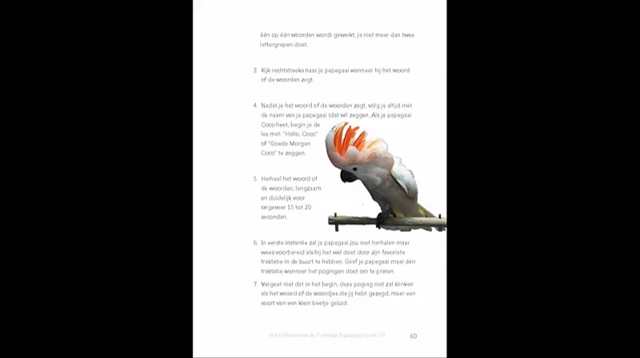 één op één woorden wordt gewerkt, je niet meer dan twee
lettergrepen doet.
3. Kijk rechtstreeks naar je papegaai wanneer hij het woord
of de woorden zegt.
4. Nadat je het woord of de woorden zegt, volg je altijd met
de naam van je papegaai (dat wil zeggen. Als je papegaai
Coco heet, begin je de
les met: "Hallo, Coco"
of "Goede Morgen
Coco" te zeggen.
5. Herhaal het woord of
de woorden, langzaam
en duidelijk voor
ongeveer 15 tot 20
seconden.
6. In eerste instantie zal je papegaai jou niet herhalen maar
wees voorbereid als hij het wel doet door zijn favoriete
traktatie in de buurt te hebben. Geef je papegaai maar één
traktatie wanneer het pogingen doet om te praten.
7. Vergeet niet dat in het begin, deze poging niet zal klinken
als het woord of de woordjes die jij hebt gezegd, maar een
soort van een klein beetje geluid.
60